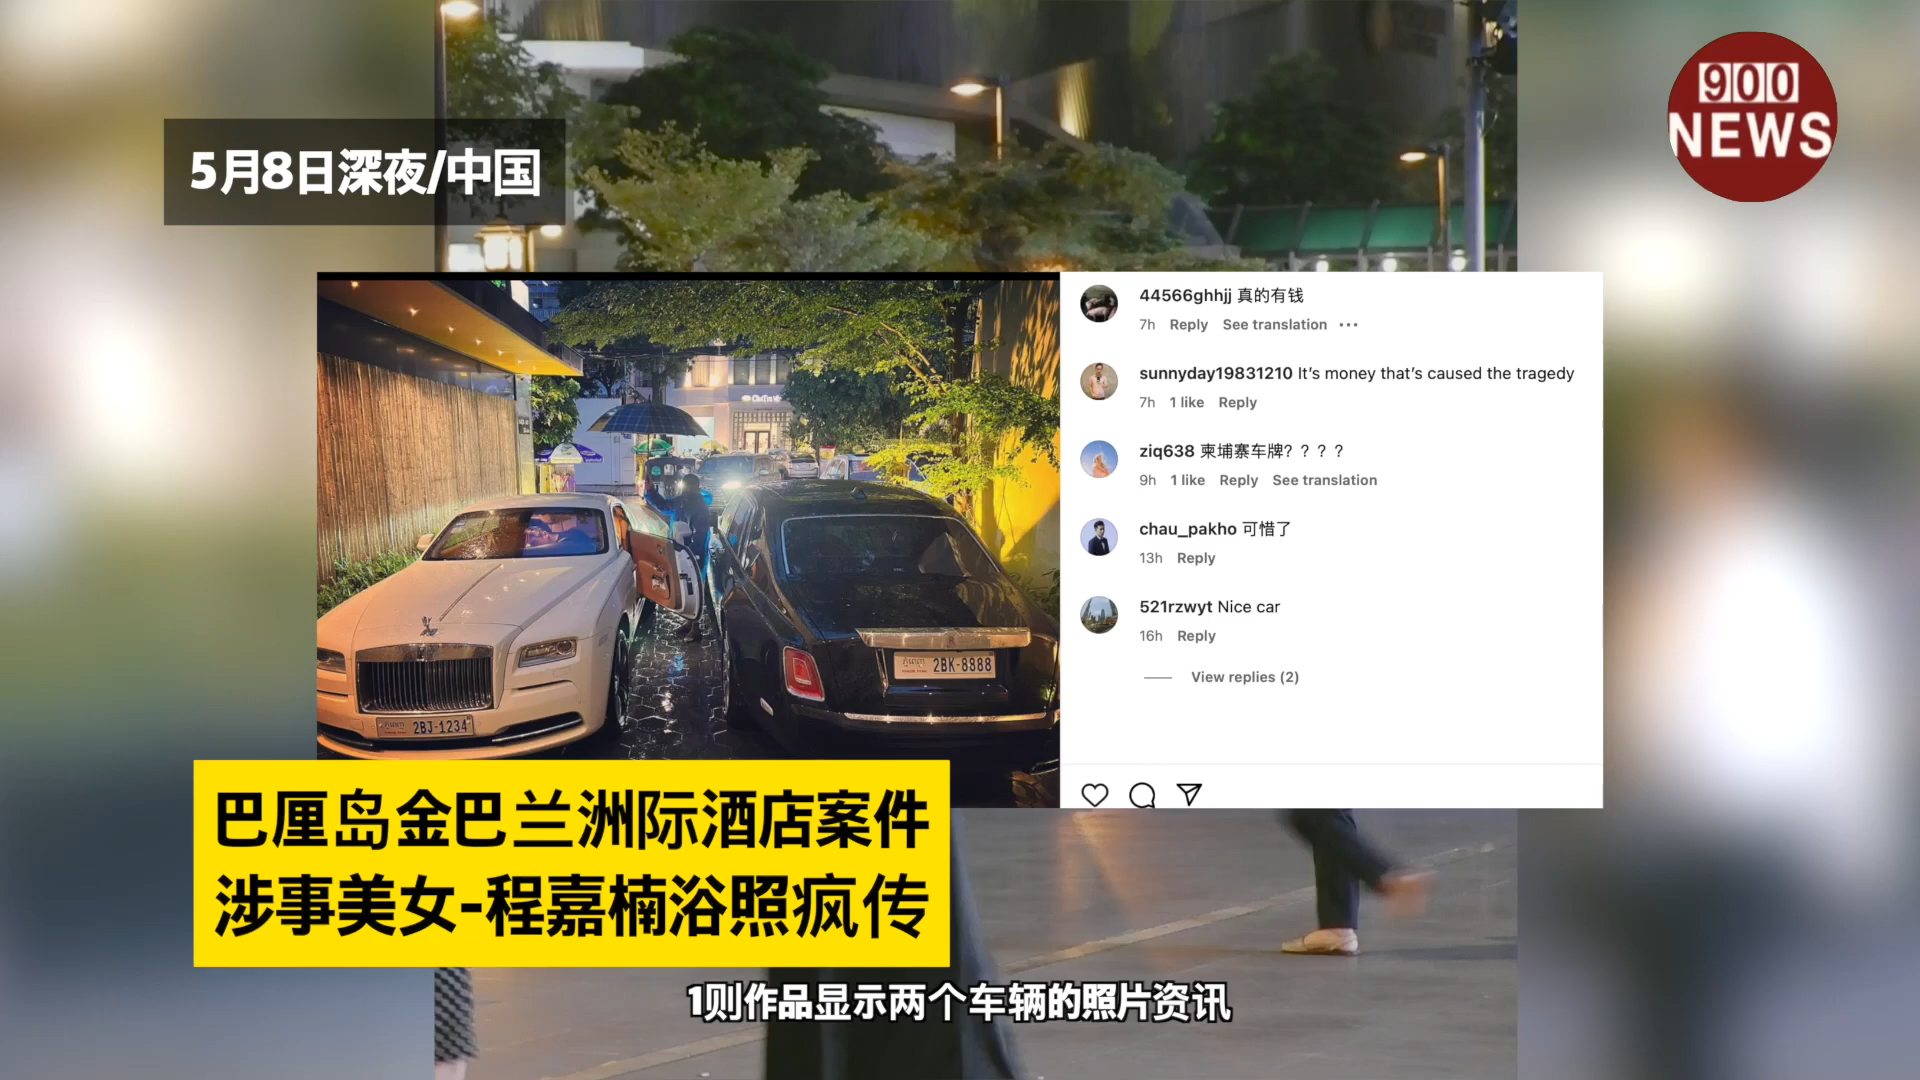 900
NEWS
5月8日深夜/中国
44566ghhjj 真的有钱
7h Reply See translation •••
sunnyday19831210 It's money that's caused the tragedy
7h 1 like Reply
ziq638 柬埔寨车牌？？？？
9h 1 like Reply See translation
chau_pakho 可惜了
13h Reply
521rzwyt Nice car
16h Reply
View replies (2)
2BK-8888
2BJ-1234
巴厘岛金巴兰洲际酒店案件
涉事美女-程嘉楠浴照疯传
1则作品显示两个车辆的照片资讯